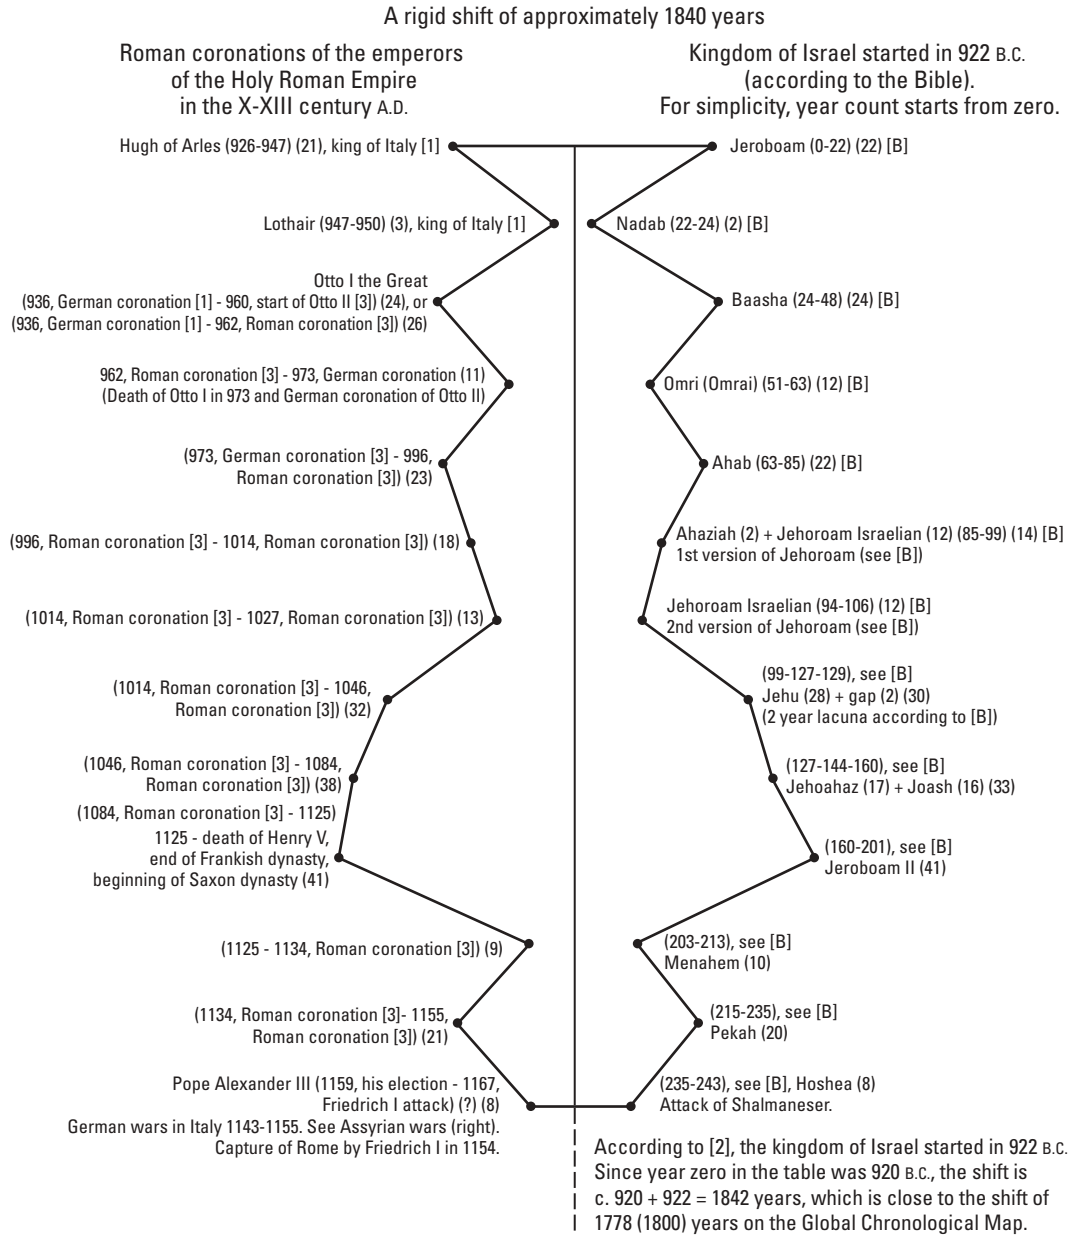 A rigid shift of approximately 1840 years
Roman coronations of the emperors
of the Holy Roman Empire
in the X-XIII century A.D.
Kingdom of Israel started in 922 B.C.
(according to the Bible).
For simplicity, year count starts from zero.
Hugh of Arles (926-947) (21), king of Italy [1]
Jeroboam (0-22) (22) [B]
Lothair (947-950) (3), king of Italy [1]
Nadab (22-24) (2) [B]
Otto I the Great
(936, German coronation [1] - 960, start of Otto II [3]) (24), or
(936, German coronation [1] - 962, Roman coronation [3]) (26)
Baasha (24-48) (24) [B]
962, Roman coronation [3] - 973, German coronation (11)
(Death of Otto I in 973 and German coronation of Otto II)
Omri (Omrai) (51-63) (12) [B]
(973, German coronation [3] - 996,
Roman coronation [3]) (23)
Ahab (63-85) (22) [B]
(996, Roman coronation [3] - 1014, Roman coronation [3]) (18)
Ahaziah (2) + Jehoroam Israelian (12) (85-99) (14) [B]
1st version of Jehoroam (see [B])
(1014, Roman coronation [3] - 1027, Roman coronation [3]) (13)
Jehoroam Israelian (94-106) (12) [B]
2nd version of Jehoroam (see [B])
(1014, Roman coronation [3] - 1046,
Roman coronation [3]) (32)
(99-127-129), see [B]
Jehu (28) + gap (2) (30)
(2 year lacuna according to [B])
(1046, Roman coronation [3] - 1084,
Roman coronation [3]) (38)
(127-144-160), see [B]
Jehoahaz (17) + Joash (16) (33)
(1084, Roman coronation [3] - 1125)
1125 - death of Henry V,
end of Frankish dynasty,
beginning of Saxon dynasty (41)
(160-201), see [B]
Jeroboam II (41)
(1125 - 1134, Roman coronation [3]) (9)
(203-213), see [B]
Menahem (10)
(1134, Roman coronation [3]- 1155,
Roman coronation [3]) (21)
(215-235), see [B]
Pekah (20)
Pope Alexander III (1159, his election - 1167,
Friedrich I attack) (?) (8)
German wars in Italy 1143-1155. See Assyrian wars (right).
Capture of Rome by Friedrich I in 1154.
(235-243), see [B], Hoshea (8)
Attack of Shalmaneser.
According to [2], the kingdom of Israel started in 922 B.C.
Since year zero in the table was 920 B.C., the shift is
c. 920 + 922 = 1842 years, which is close to the shift of
1778 (1800) years on the Global Chronological Map.